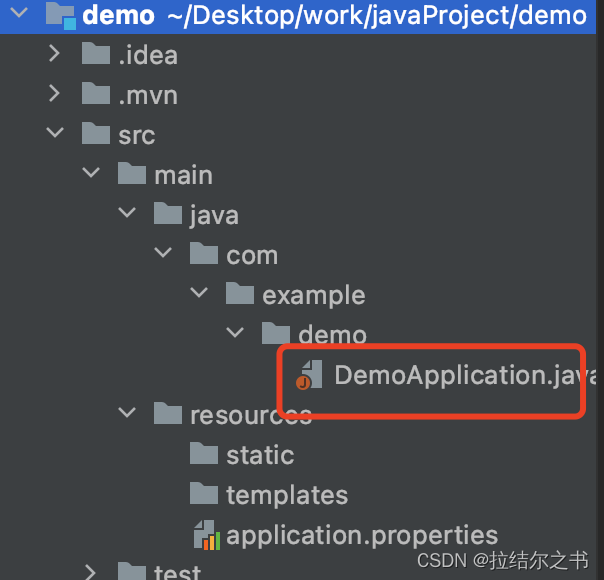 demo ~/Desktop/work/javaProject/demo
.idea
.mvn
src
main
java
com
example
demo
DemoApplication.java
resources
static
templates
application.properties
test
CSDN @拉结尔之书